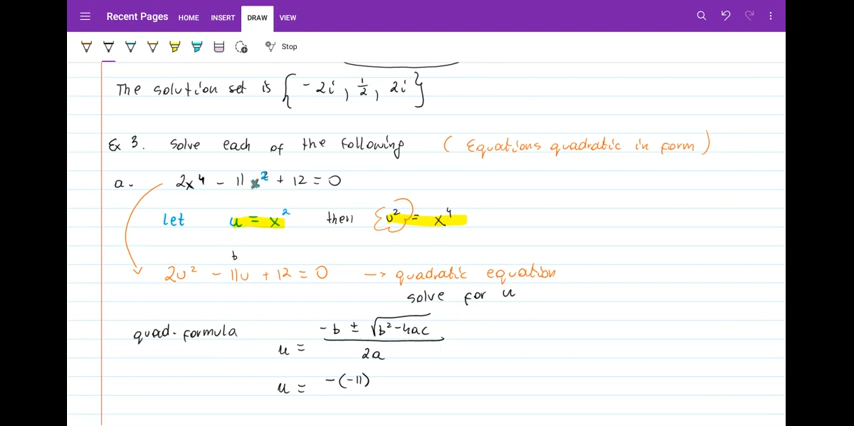 Recent Pages HOME INSERT DRAW VIEW
Stop
The solution set is { -2i, 1/2, 2i }
Ex 3. Solve each of the following (Equations quadratic in form)
a. 2x⁴ - 11x² + 12 = 0
Let u = x² then u² = x⁴
b
2u² - 11u + 12 = 0 → quadratic equation
solve for u
quad. formula u = (-b ± √(b² - 4ac)) / 2a
u = -(-11)